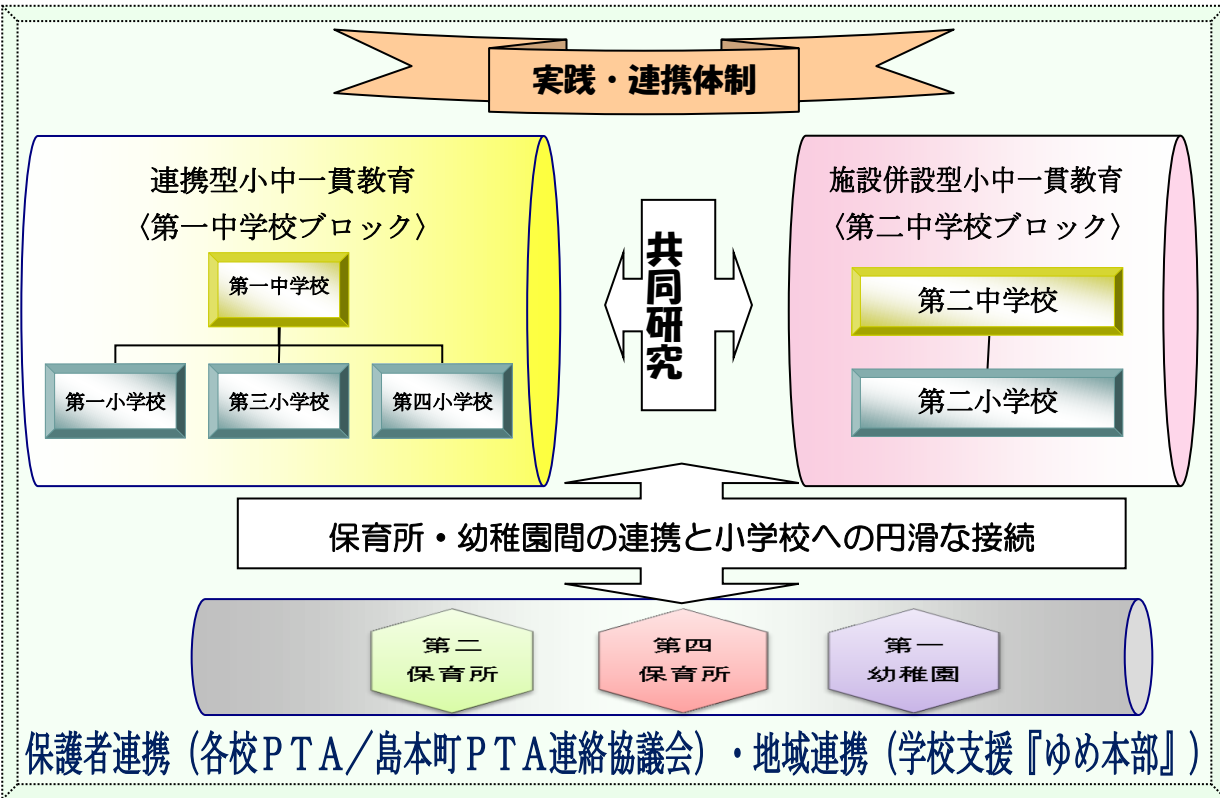 実践・連携体制
連携型小中一貫教育
〈第一中学校ブロック〉
第一中学校
第一小学校
第三小学校
第四小学校
共同研究
施設併設型小中一貫教育
〈第二中学校ブロック〉
第二中学校
第二小学校
保育所・幼稚園間の連携と小学校への円滑な接続
第二
保育所
第四
保育所
第一
幼稚園
保護者連携（各校ＰＴＡ／島本町ＰＴＡ連絡協議会）・地域連携（学校支援『ゆめ本部』）